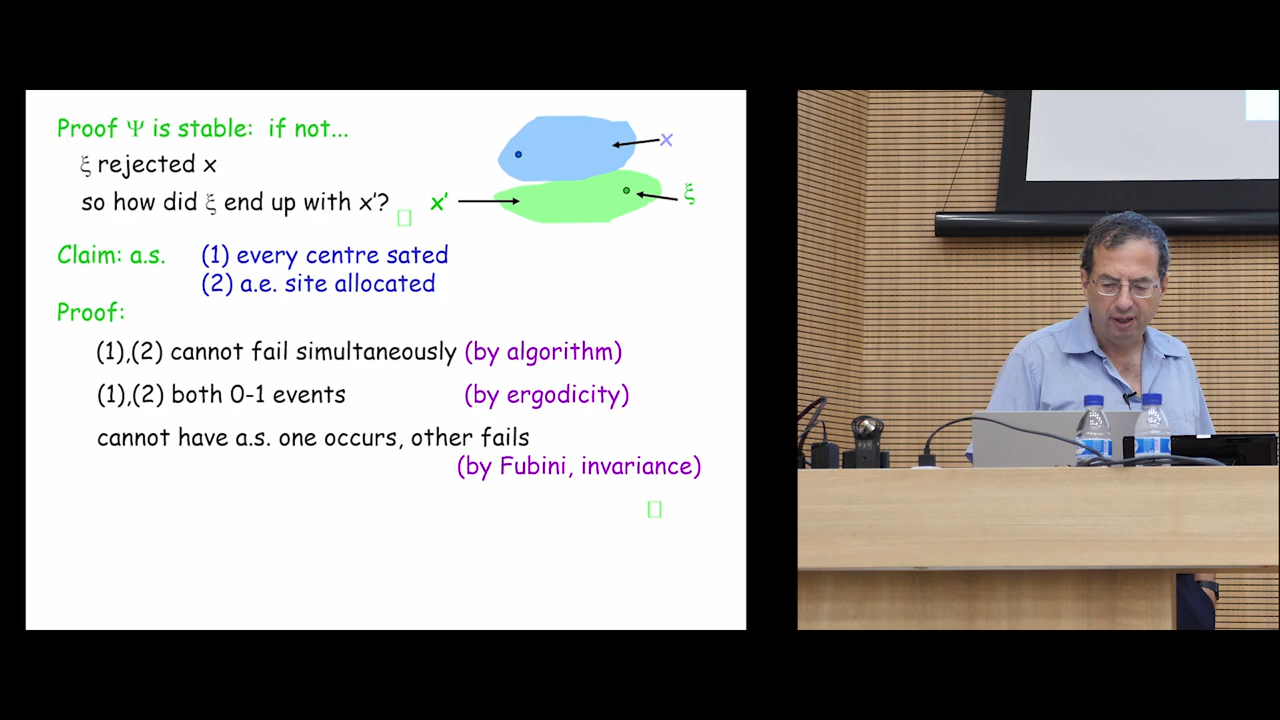 Proof Ψ is stable: if not...
ξ rejected x
so how did ξ end up with x'?
x
x'
ξ
Claim: a.s. (1) every centre sated
(2) a.e. site allocated
Proof:
(1),(2) cannot fail simultaneously (by algorithm)
(1),(2) both 0-1 events (by ergodicity)
cannot have a.s. one occurs, other fails
(by Fubini, invariance)